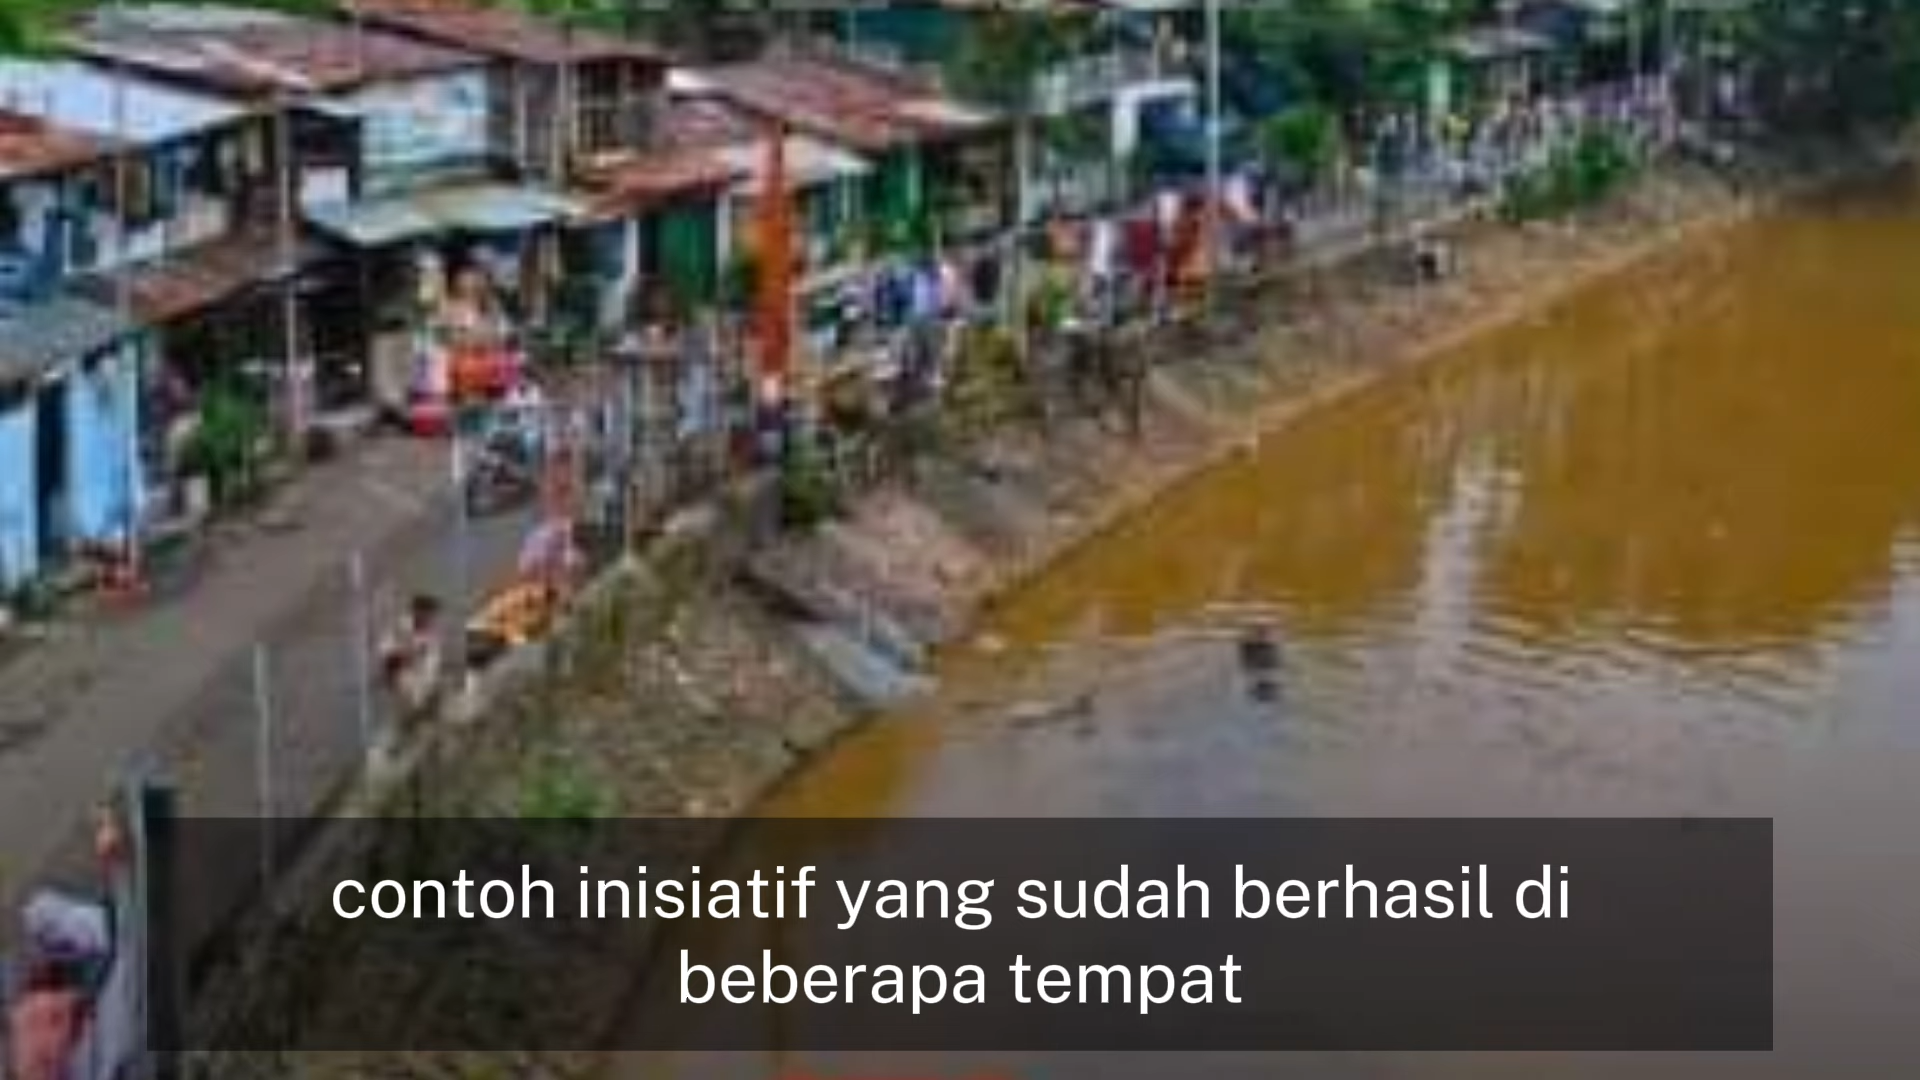 contoh inisiatif yang sudah berhasil di
beberapa tempat